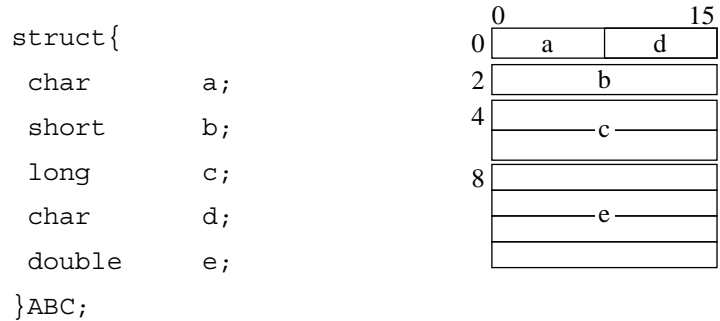 struct{
char a;
short b;
long c;
char d;
double e;
}ABC;
0 15
0 a d
2 b
4 c
8 e